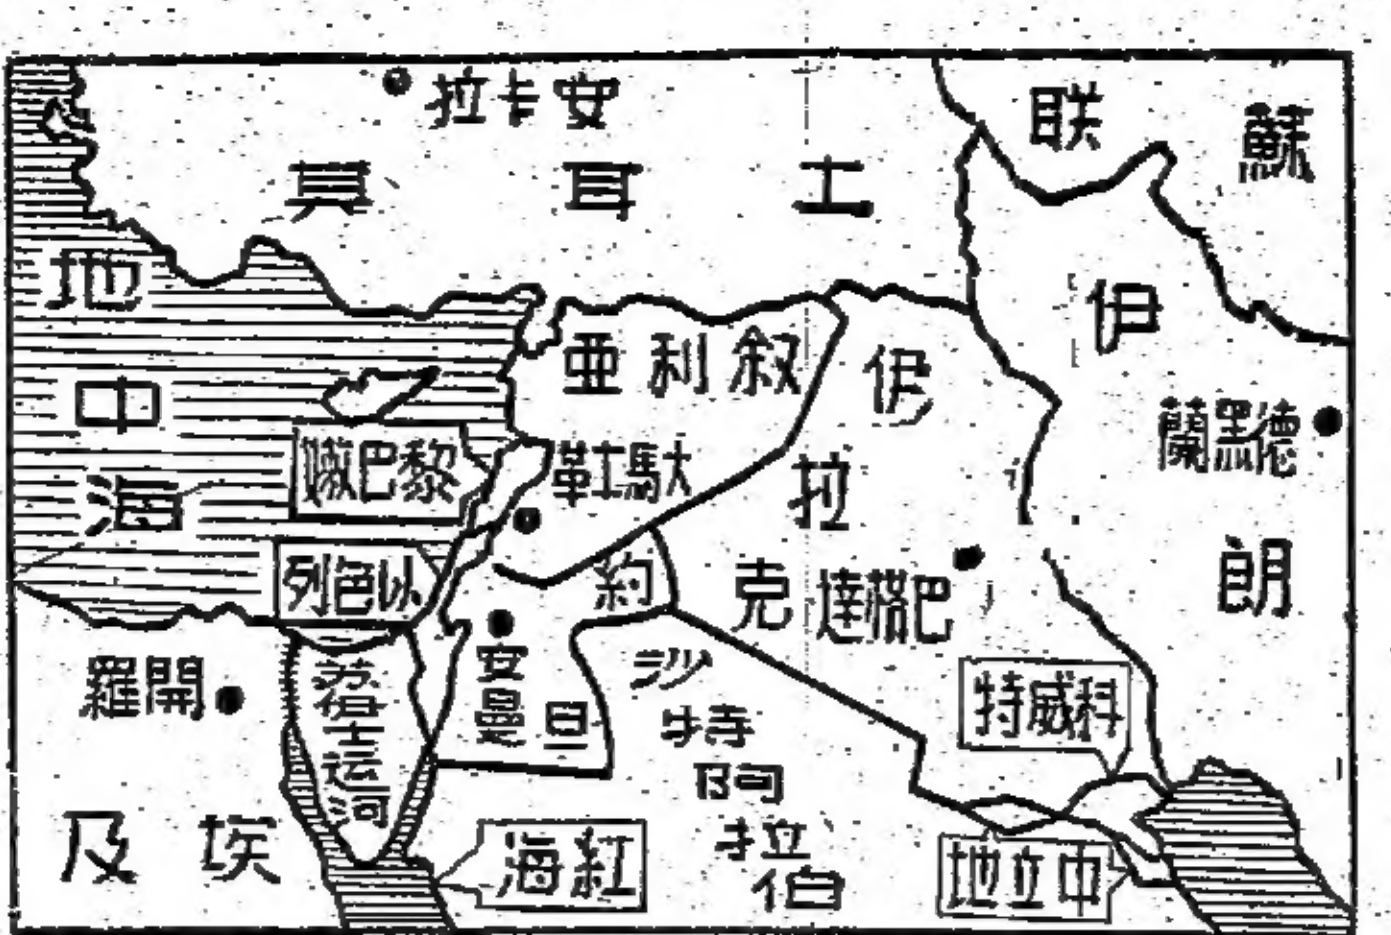 安卡拉
土耳其
蘇联
地中海
叙利亞
伊拉克
伊朗
德黑蘭
黎巴嫩
大馬士革
以色列
約旦
巴格達
安曼
開羅
蘇伊士运河
沙特阿拉伯
科威特
埃及
紅海
中立地